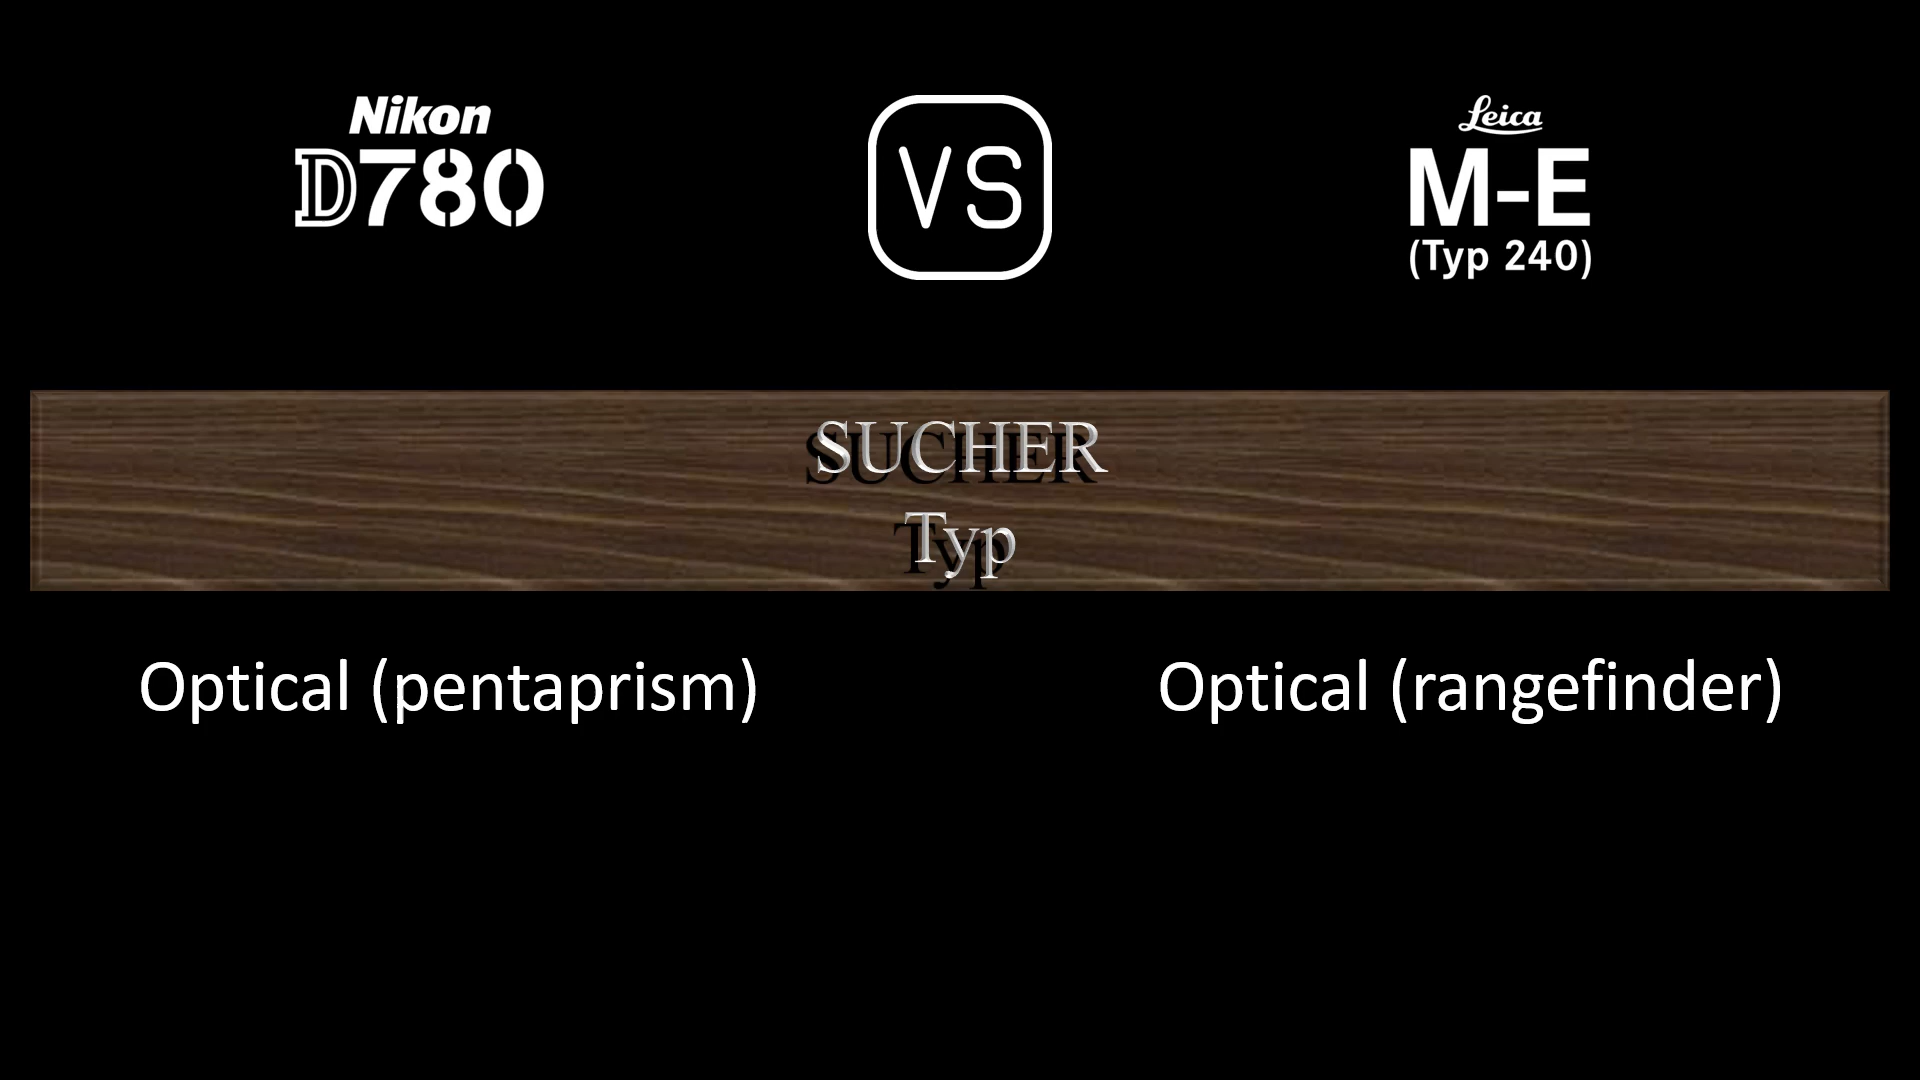 Nikon
D780
VS
Leica
M-E
(Typ 240)
SUCHER
Typ
Optical (pentaprism)
Optical (rangefinder)